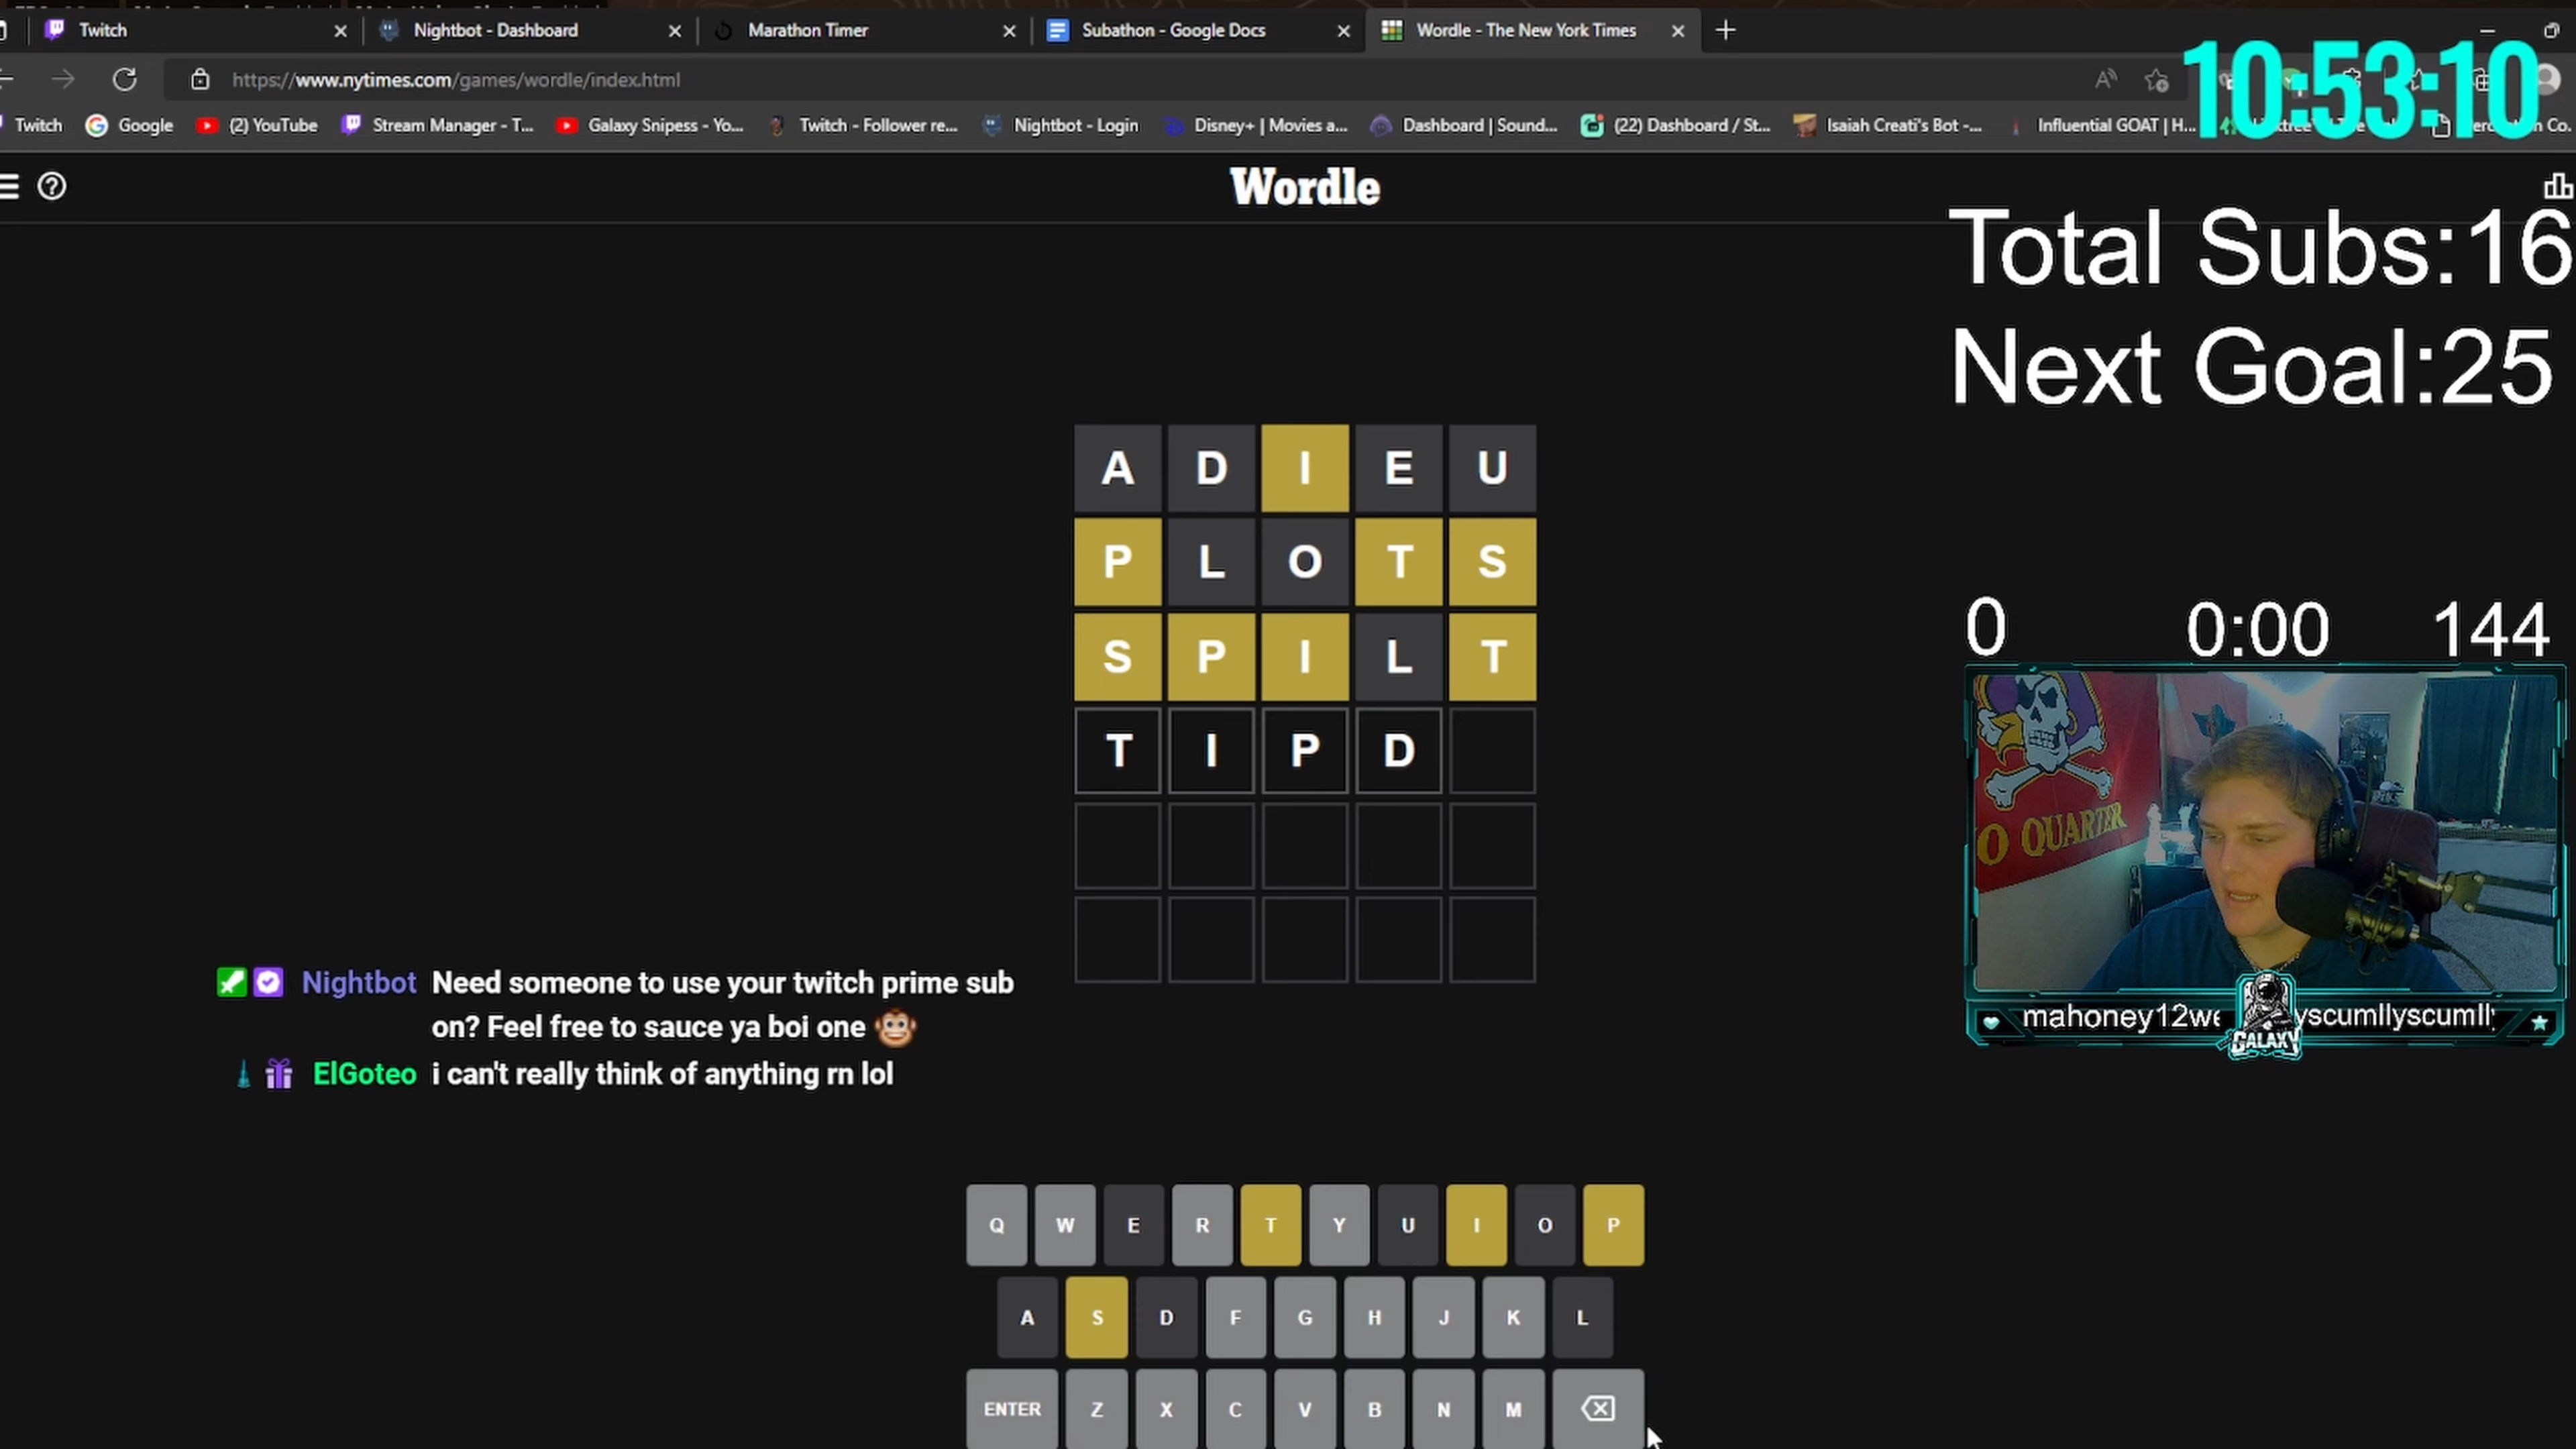 Twitch
Nightbot - Dashboard
Marathon Timer
Subathon - Google Docs
Wordle - The New York Times
https://www.nytimes.com/games/wordle/index.html
10:53:10
Twitch
Google
(2) YouTube
Stream Manager - T...
Galaxy Snipess - Yo...
Twitch - Follower re...
Nightbot - Login
Disney+ | Movies a...
Dashboard | Sound...
(22) Dashboard / St...
Isaiah Creati's Bot -...
Influential GOAT | H...
Wordle
Total Subs:16
Next Goal:25
A D I E U
P L O T S
S P I L T
T I P D
0 0:00 144
O QUARTER
mahoney12we
yscumllyscumlly
GALAXY
Nightbot Need someone to use your twitch prime sub
on? Feel free to sauce ya boi one
ElGoteo i can't really think of anything rn lol
Q W E R T Y U I O P
A S D F G H J K L
ENTER Z X C V B N M